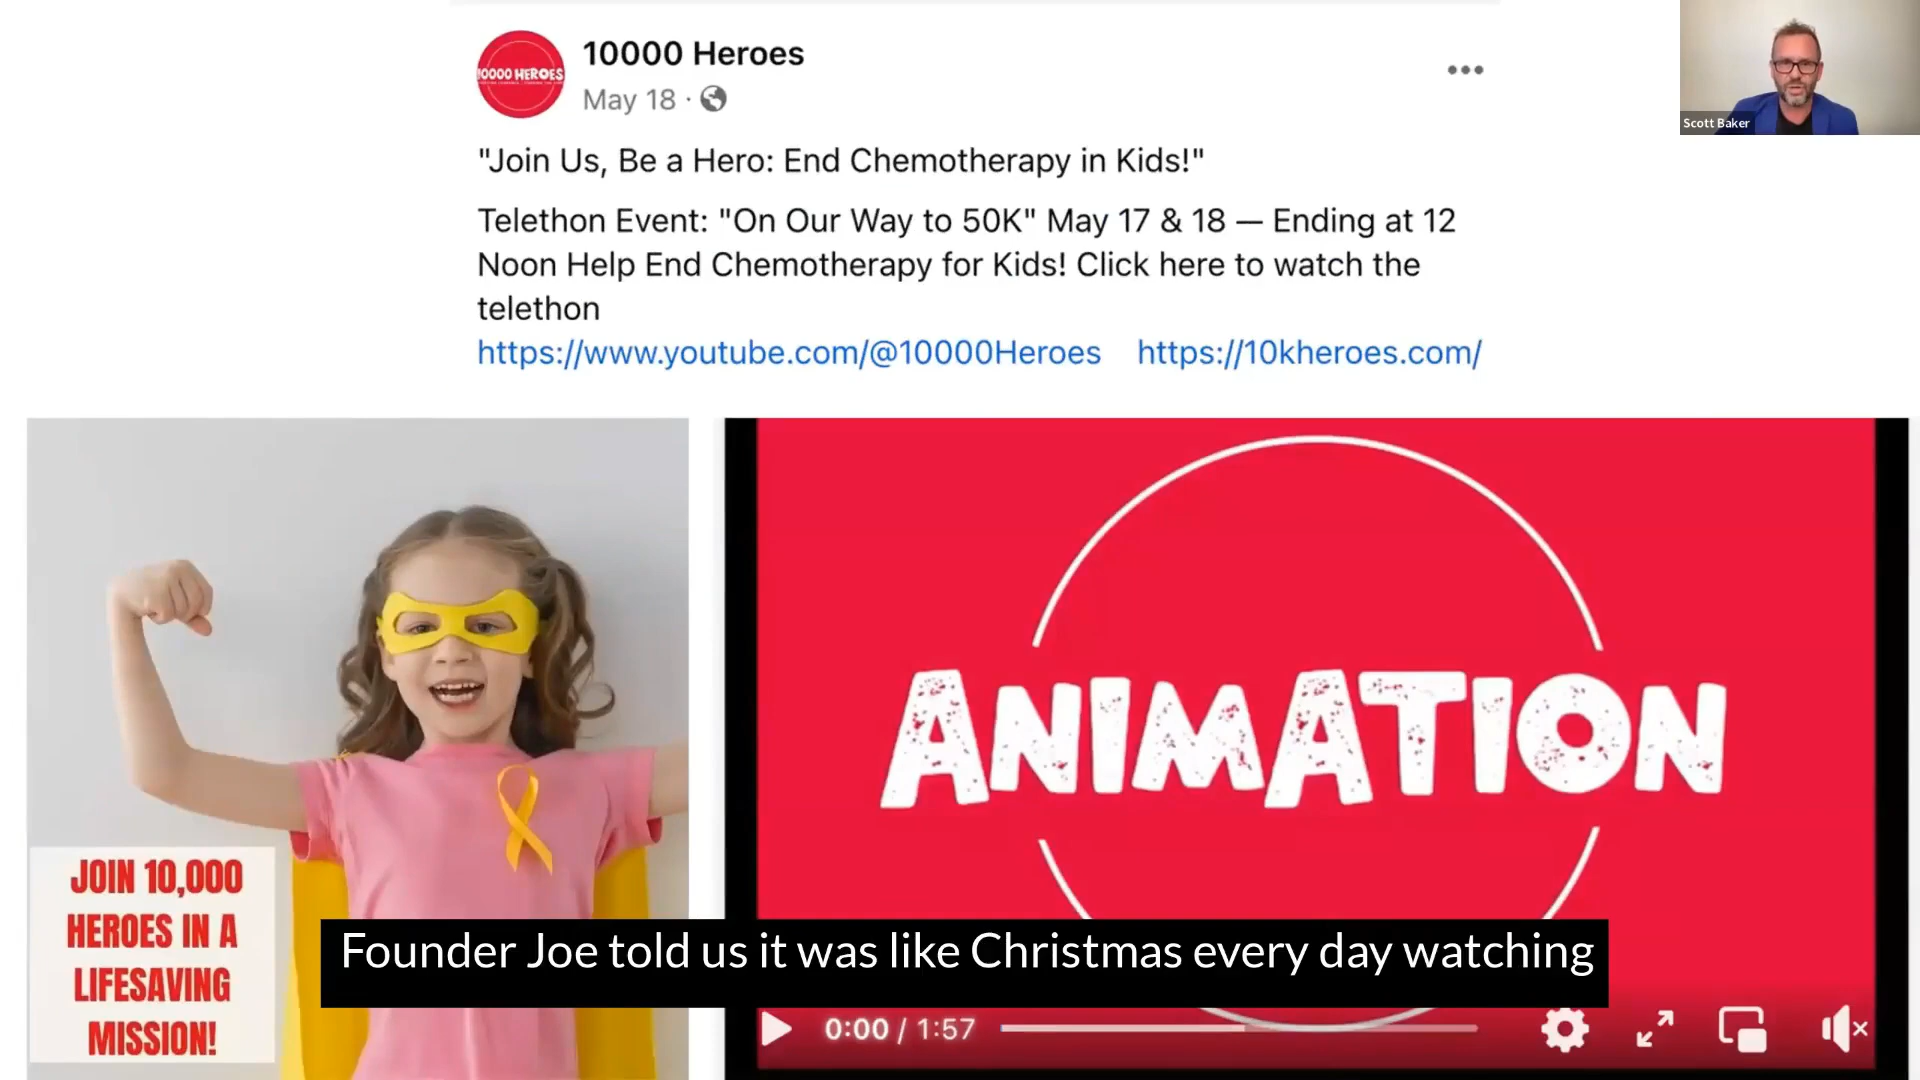 10000 HEROES
10000 Heroes
May 18 ·
Scott Baker
"Join Us, Be a Hero: End Chemotherapy in Kids!"
Telethon Event: "On Our Way to 50K" May 17 & 18 — Ending at 12
Noon Help End Chemotherapy for Kids! Click here to watch the
telethon
https://www.youtube.com/@10000Heroes https://10kheroes.com/
ANIMATION
JOIN 10,000
HEROES IN A
LIFESAVING
MISSION!
Founder Joe told us it was like Christmas every day watching
0:00 / 1:57